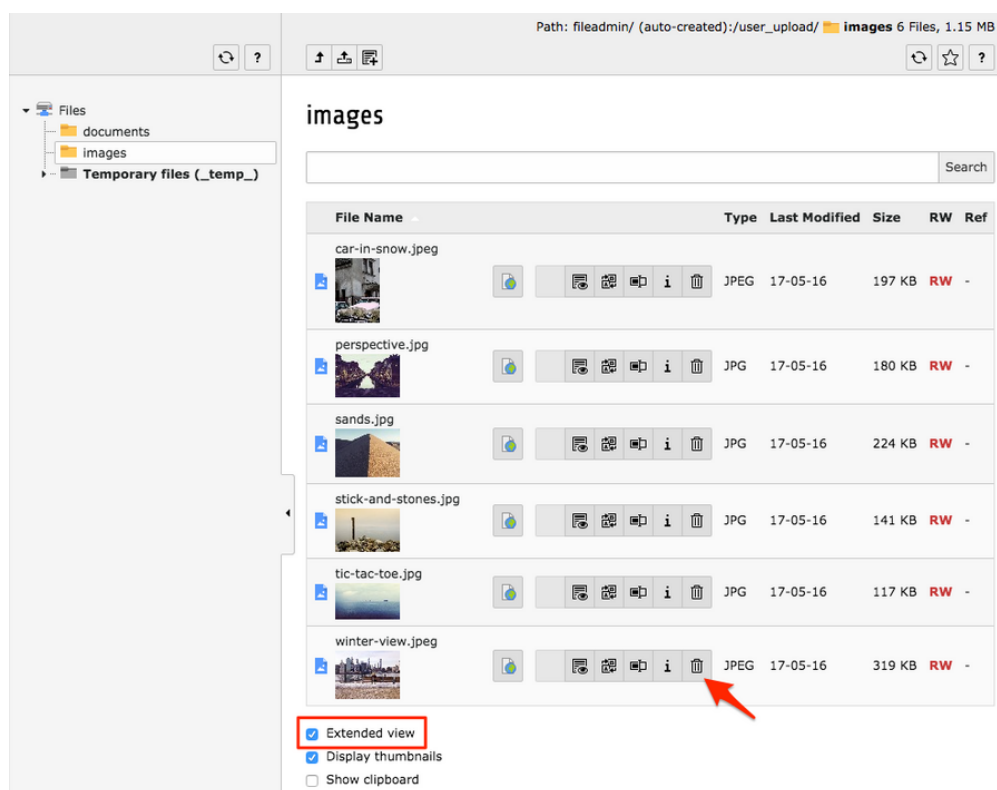 Path: fileadmin/ (auto-created):/user_upload/ images 6 Files, 1.15 MB
?
?
Files
documents
images
Temporary files (_temp_)
images
Search
File Name Type Last Modified Size RW Ref
car-in-snow.jpeg
i JPEG 17-05-16 197 KB RW -
perspective.jpg
i JPG 17-05-16 180 KB RW -
sands.jpg
i JPG 17-05-16 224 KB RW -
stick-and-stones.jpg
i JPG 17-05-16 141 KB RW -
tic-tac-toe.jpg
i JPG 17-05-16 117 KB RW -
winter-view.jpeg
i JPEG 17-05-16 319 KB RW -
Extended view
Display thumbnails
Show clipboard